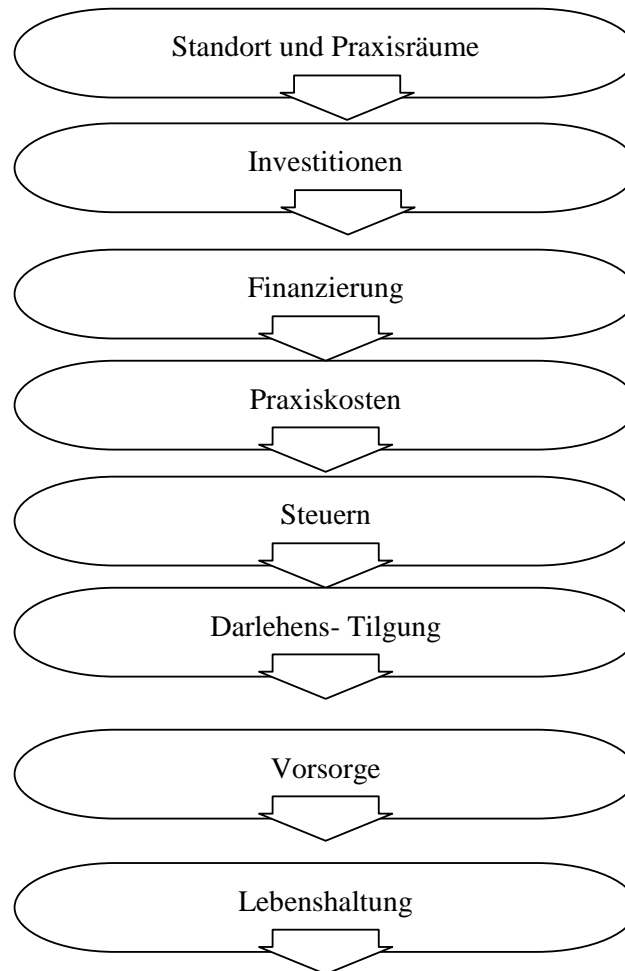 Standort und Praxisräume
Investitionen
Finanzierung
Praxiskosten
Steuern
Darlehens- Tilgung
Vorsorge
Lebenshaltung